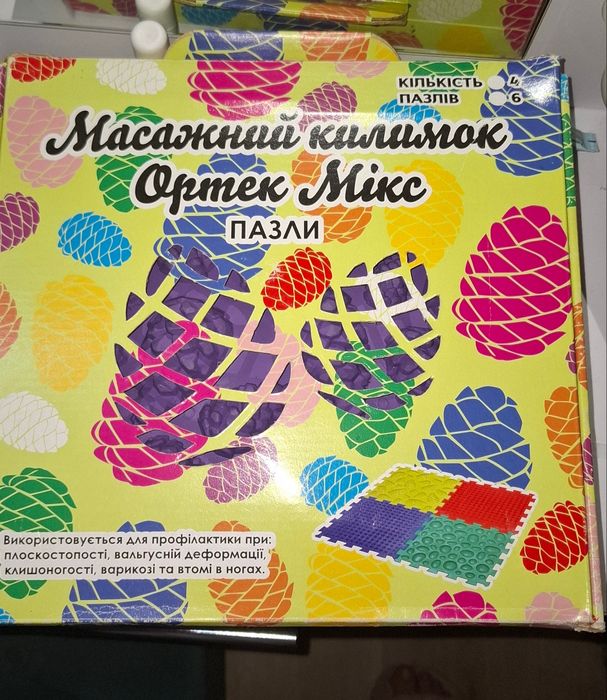 КІЛЬКІСТЬ 4
ПАЗЛІВ 6
Масажний килимок
Ортек Мікс
ПАЗЛИ
Використовується для профілактики при:
плоскостопості, вальгусній деформації,
клишоногості, варикозі та втомі в ногах.